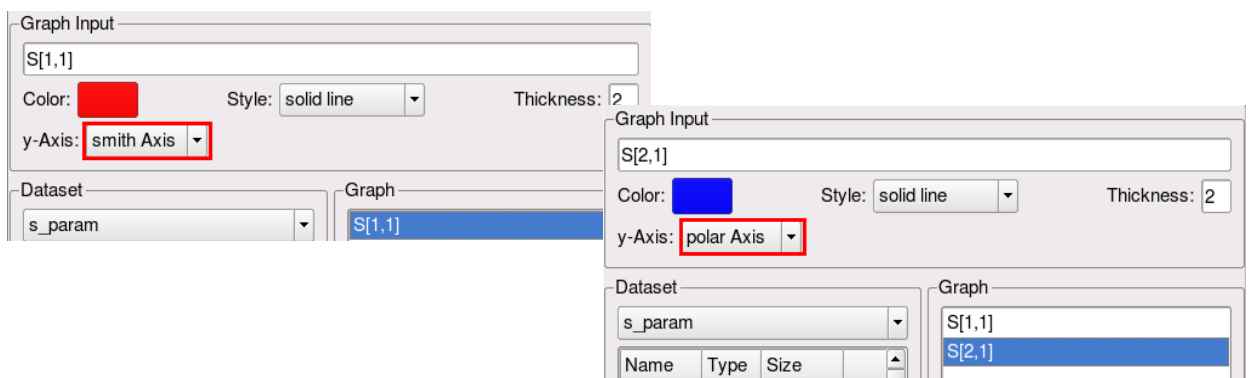 Graph Input
S[1,1]
Color: Style: solid line Thickness: 2
y-Axis: smith Axis
Dataset Graph
s_param S[1,1]
Graph Input
S[2,1]
Color: Style: solid line Thickness: 2
y-Axis: polar Axis
Dataset Graph
s_param S[1,1]
S[2,1]
Name Type Size